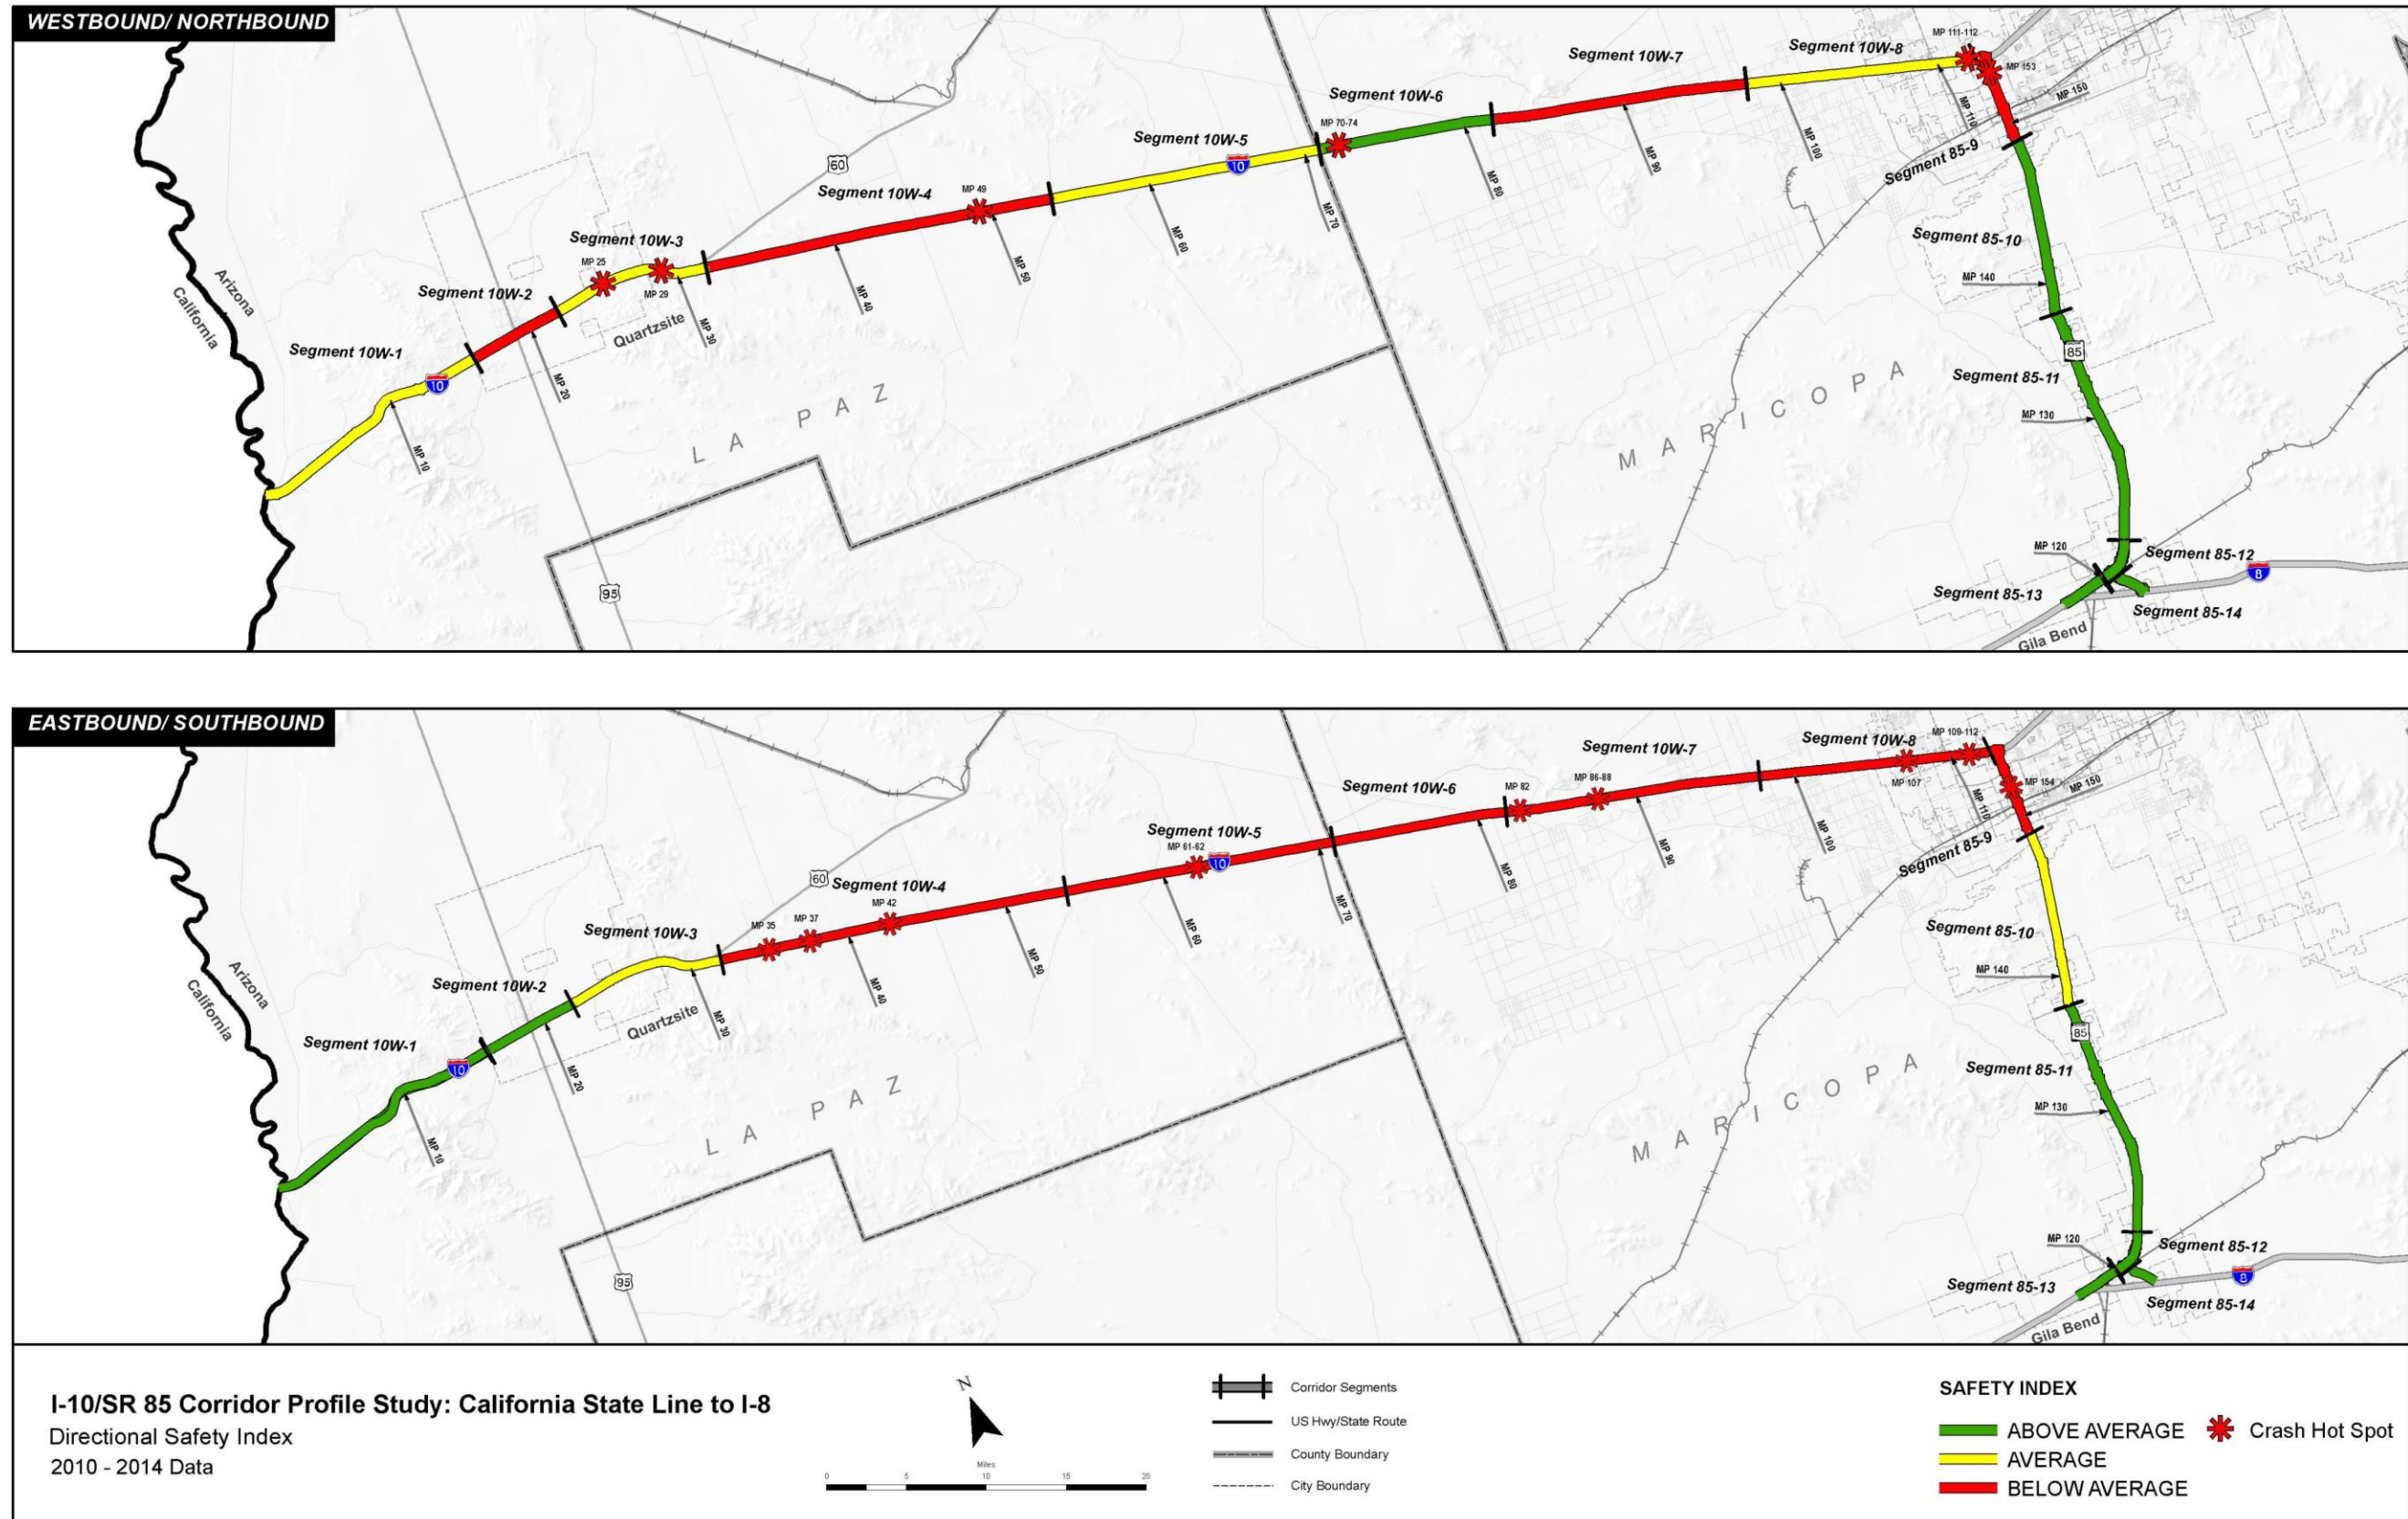 WESTBOUND/ NORTHBOUND
MP 111-112
Segment 10W-8
Segment 10W-7
MP 153
MP 150
Segment 10W-6
MP 110
MP 100
MP 70-74
Segment 10W-5
10
MP 90
Segment 85-9
60
MP 80
Segment 10W-4
MP 49
MP 70
Segment 10W-3
MP 60
Segment 85-10
MP 25
MP 50
MP 140
MP 29
MP 40
Segment 10W-2
Arizona
California
Quartzsite
MP 30
Segment 10W-1
85
10
MP 20
Segment 85-11
LA PAZ
MARICOPA
MP 130
MP 10
MP 120
Segment 85-12
8
95
Segment 85-13
Segment 85-14
Gila Bend
EASTBOUND/ SOUTHBOUND
MP 109-112
Segment 10W-8
Segment 10W-7
MP 107
MP 154
MP 150
MP 86-88
MP 82
Segment 10W-6
MP 110
MP 100
Segment 10W-5
MP 61-62
10
MP 90
Segment 85-9
60
Segment 10W-4
MP 80
MP 42
MP 70
MP 37
MP 35
Segment 10W-3
MP 60
Segment 85-10
MP 50
MP 140
MP 40
Segment 10W-2
Arizona
California
Quartzsite
MP 30
Segment 10W-1
85
10
MP 20
Segment 85-11
LA PAZ
MARICOPA
MP 130
MP 10
MP 120
Segment 85-12
8
95
Segment 85-13
Segment 85-14
Gila Bend
I-10/SR 85 Corridor Profile Study: California State Line to I-8
Directional Safety Index
2010 - 2014 Data
N
Miles
0 5 10 15 20
Corridor Segments
US Hwy/State Route
County Boundary
City Boundary
SAFETY INDEX
ABOVE AVERAGE
Crash Hot Spot
AVERAGE
BELOW AVERAGE